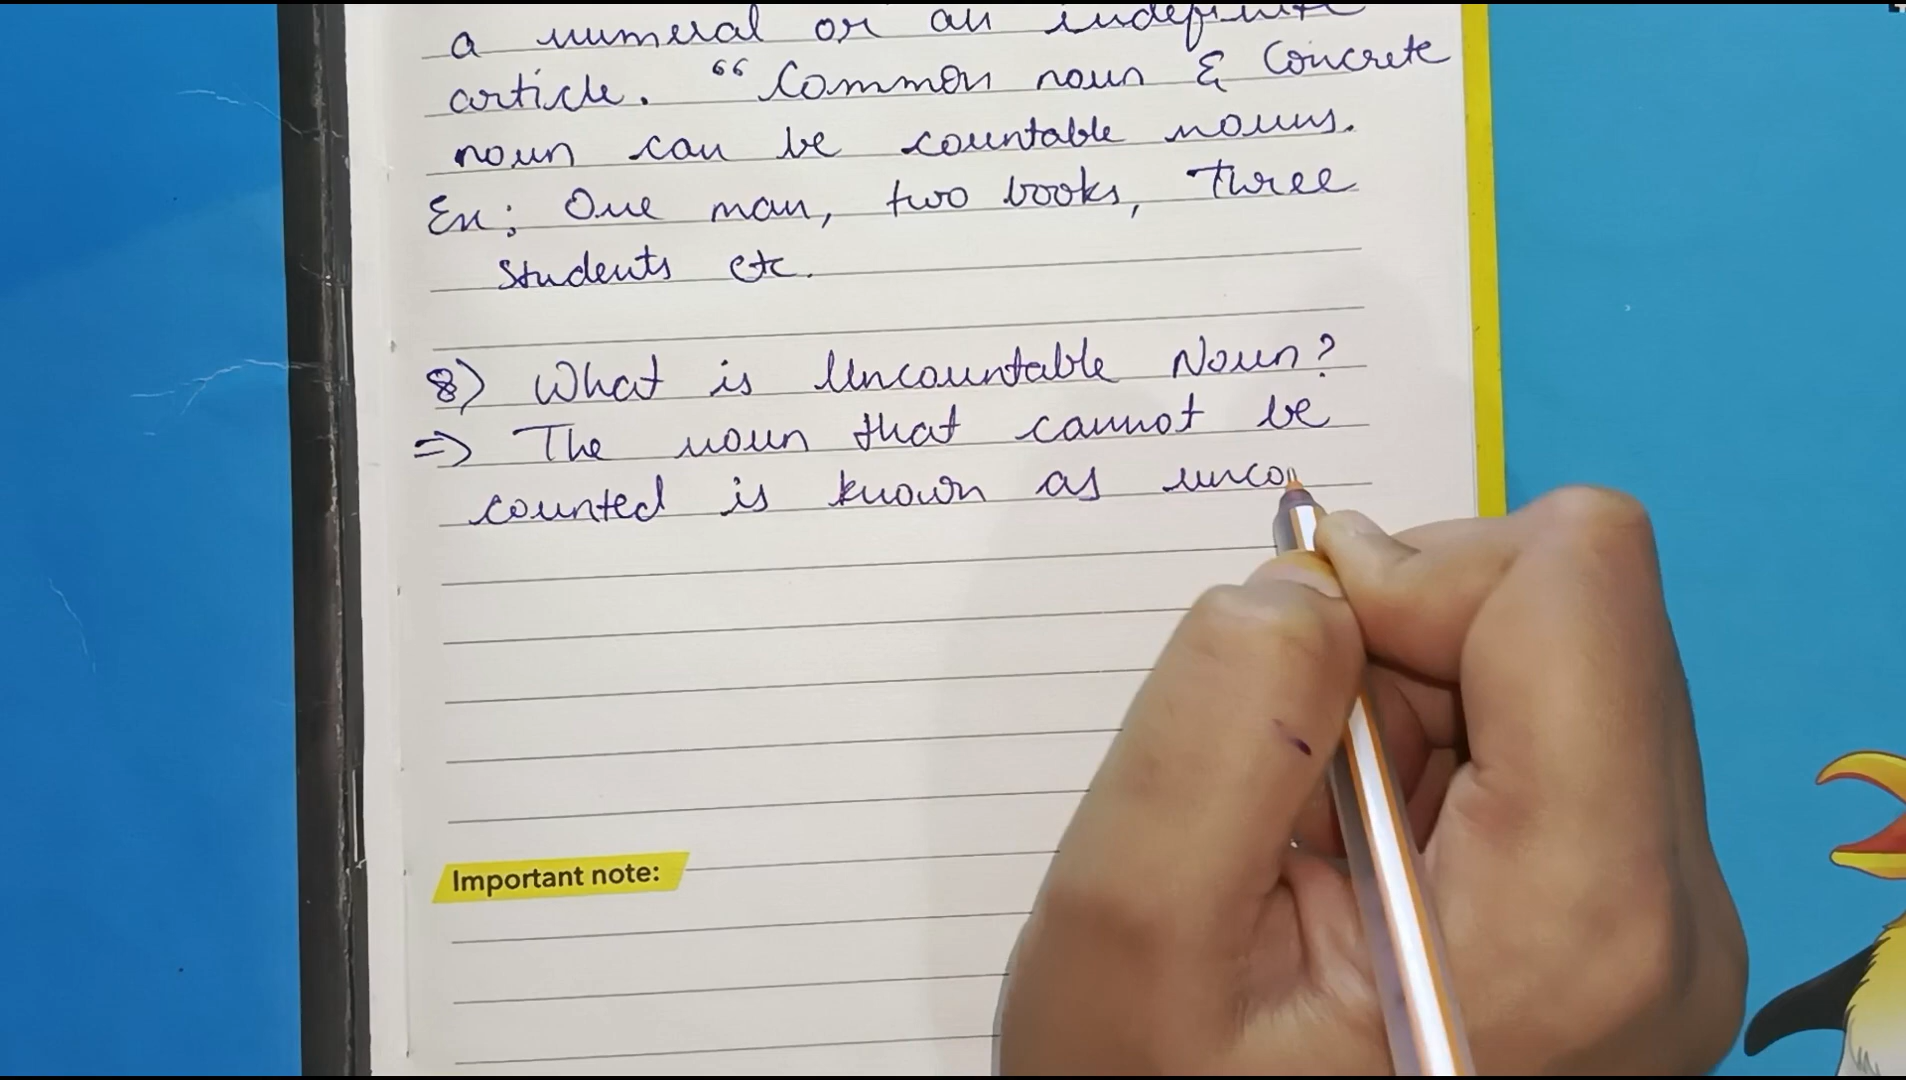 a numeral or an indefinite
article. “ Common noun & Concrete
noun can be countable nouns.
Ex: One man, two books, Three
students etc.
8) What is Uncountable Noun?
=> The noun that cannot be
counted is known as unco
Important note: